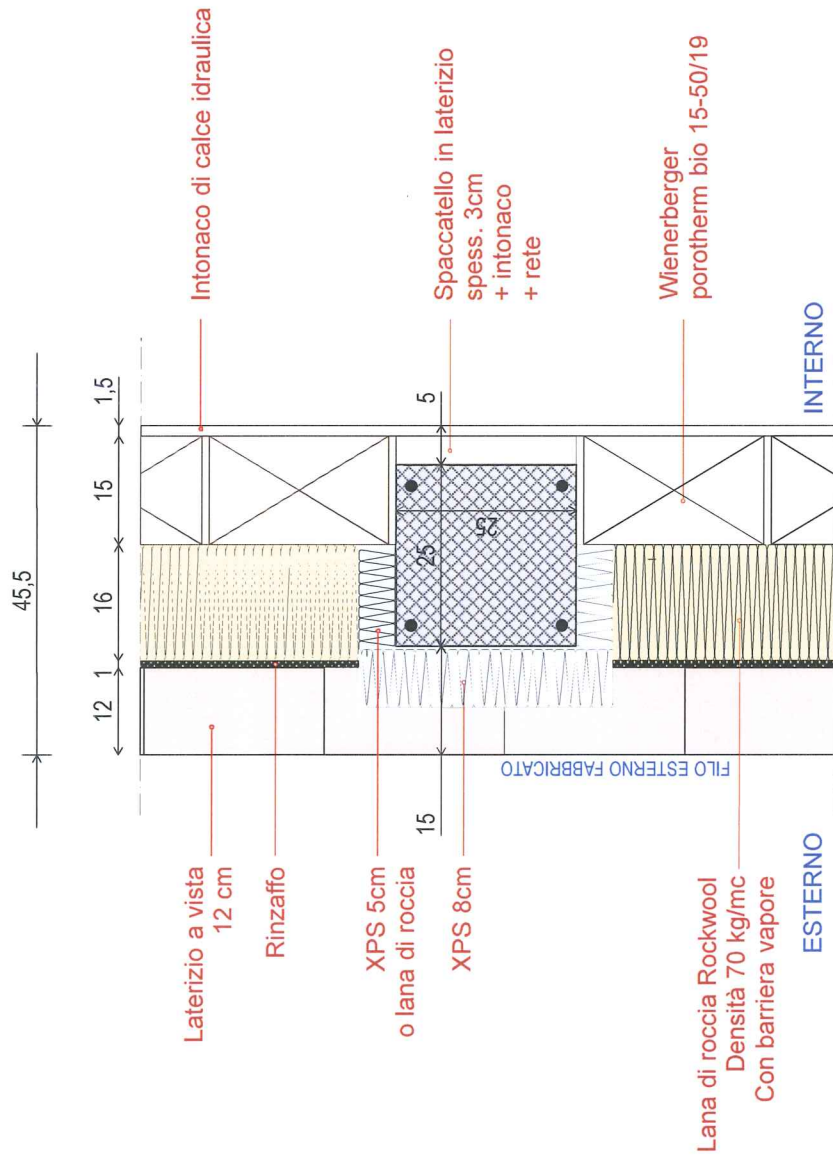 45,5
12
1
16
15
1,5
Laterizio a vista
12 cm
Rinzaffo
XPS 5cm
o lana di roccia
XPS 8cm
Lana di roccia Rockwool
Densità 70 kg/mc
Con barriera vapore
Intonaco di calce idraulica
Spaccatello in laterizio
spess. 3cm
+ intonaco
+ rete
Wienerberger
porotherm bio 15-50/19
15
25
25
5
FILO ESTERNO FABBRICATO
ESTERNO
INTERNO